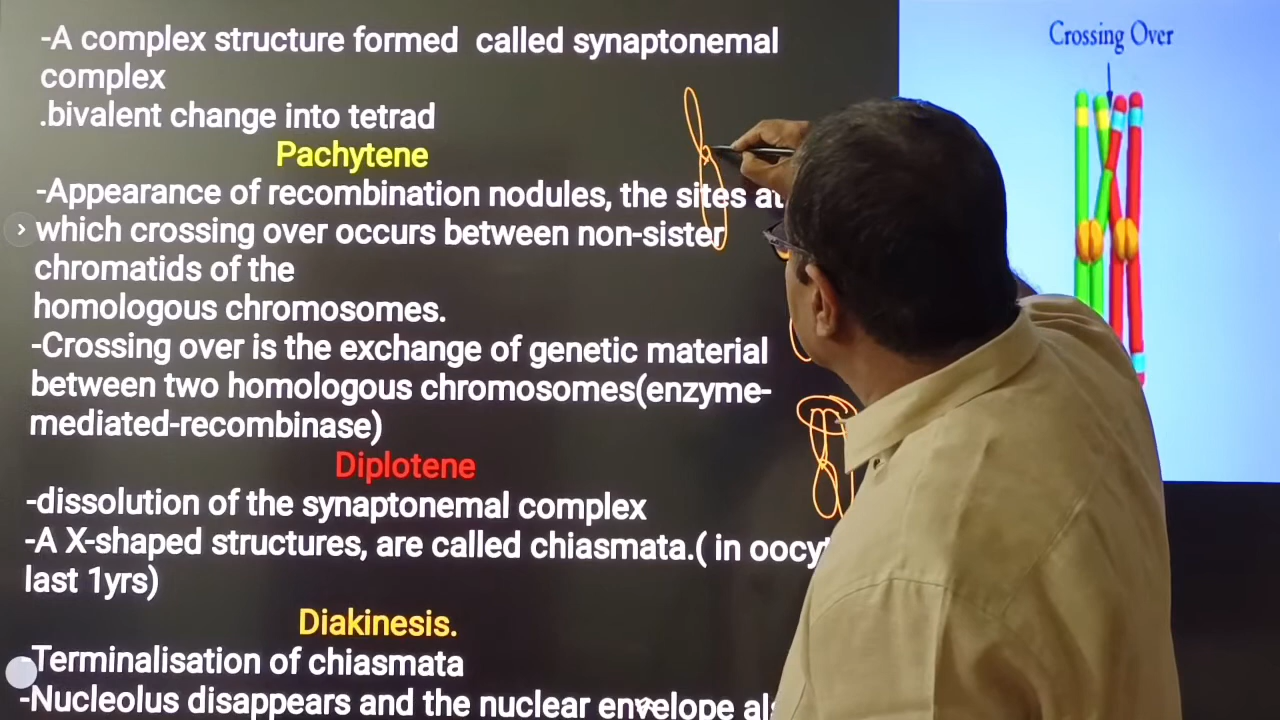 -A complex structure formed called synaptonemal
complex
.bivalent change into tetrad
Pachytene
-Appearance of recombination nodules, the sites at
which crossing over occurs between non-sister
chromatids of the
homologous chromosomes.
-Crossing over is the exchange of genetic material
between two homologous chromosomes(enzyme-
mediated-recombinase)
Diplotene
-dissolution of the synaptonemal complex
-A X-shaped structures, are called chiasmata.( in
last 1yrs)
Diakinesis.
-Terminalisation of chiasmata
-Nucleolus disappears and the nuclear envelope
Crossing Over